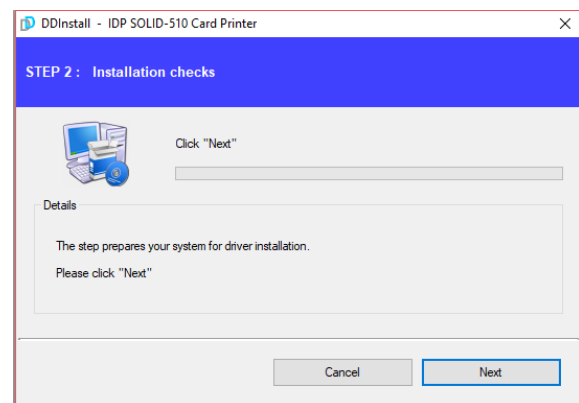 DDInstall - IDP SOLID-510 Card Printer
STEP 2 : Installation checks
Click "Next"
Details
The step prepares your system for driver installation.
Please click "Next"
Cancel Next